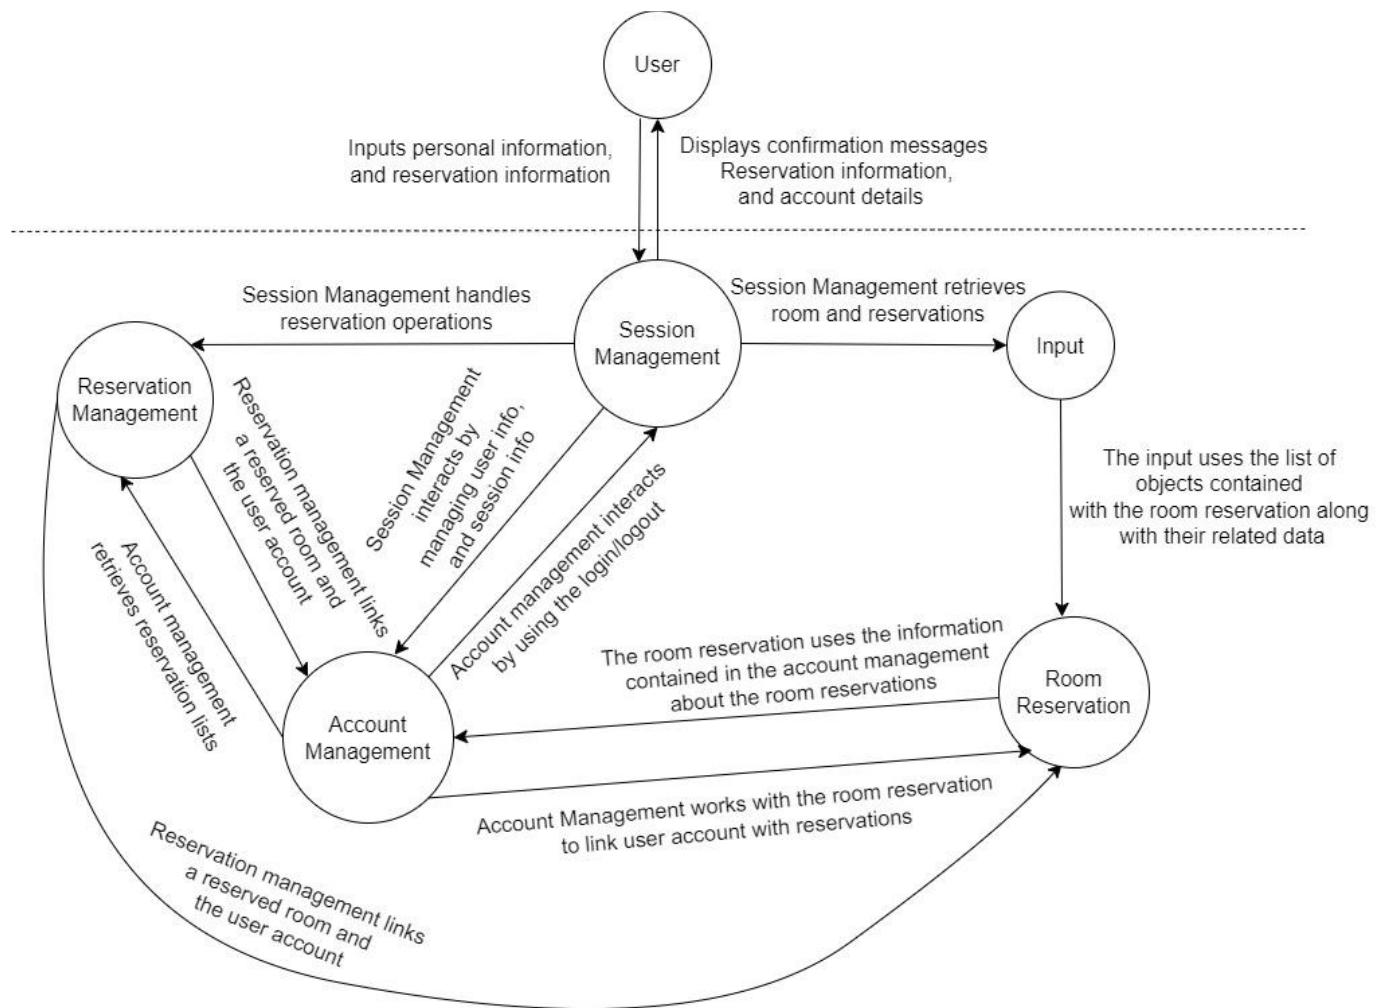 User
Inputs personal information,
and reservation information
Displays confirmation messages
Reservation information,
and account details
Session Management handles
reservation operations
Session Management retrieves
room and reservations
Session
Management
Input
Reservation
Management
Reservation management links
a reserved room and
the user account
Session Management
interacts by
managing user info,
and session info
Account management interacts
by using the login/logout
The input uses the list of
objects contained
with the room reservation along
with their related data
Account management
retrieves reservation lists
The room reservation uses the information
contained in the account management
about the room reservations
Room
Reservation
Account
Management
Account Management works with the room reservation
to link user account with reservations
Reservation management links
a reserved room and
the user account